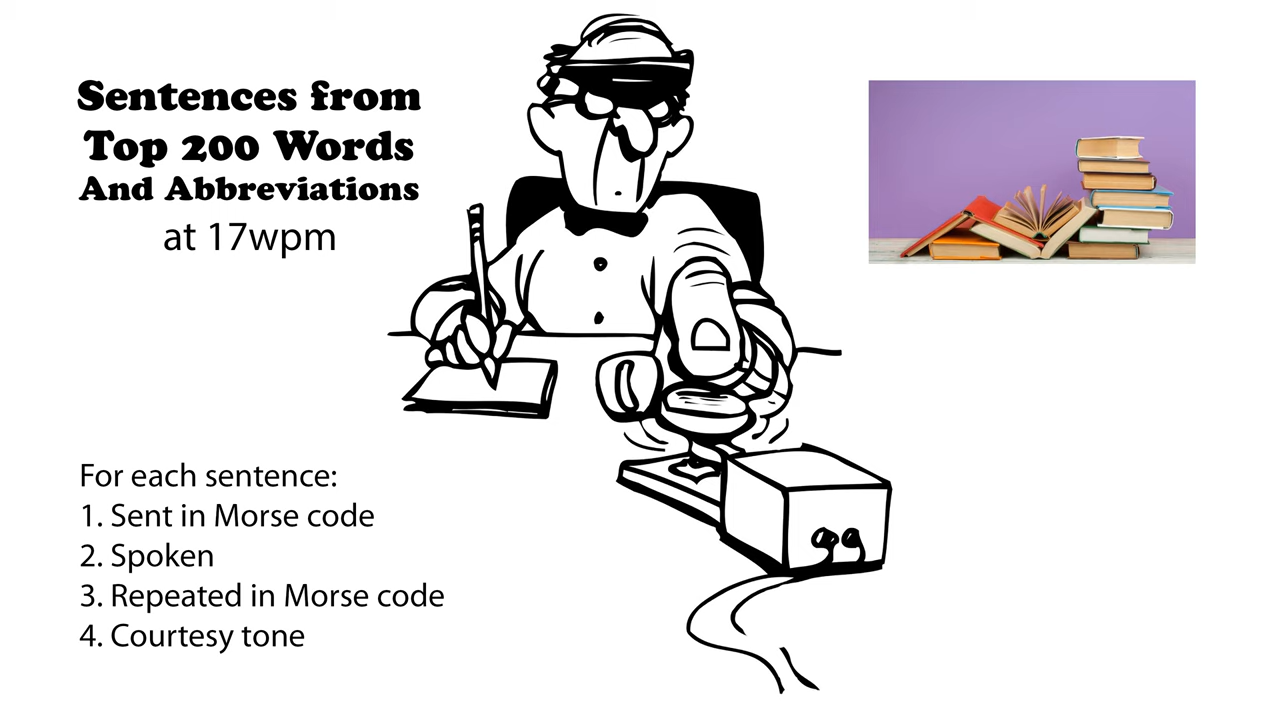 Sentences from
Top 200 Words
And Abbreviations
at 17wpm
For each sentence:
1. Sent in Morse code
2. Spoken
3. Repeated in Morse code
4. Courtesy tone